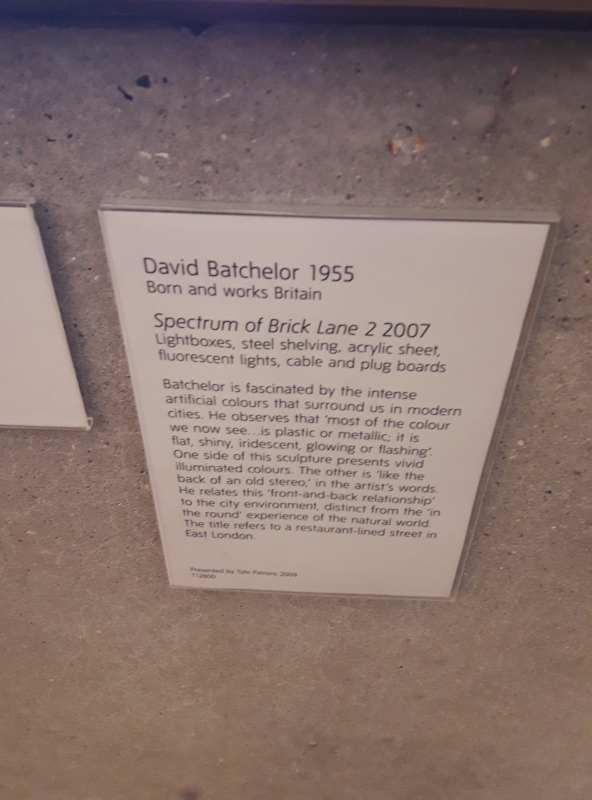 David Batchelor 1955
Born and works Britain
Spectrum of Brick Lane 2 2007
Lightboxes, steel shelving, acrylic sheet,
fluorescent lights, cable and plug boards
Batchelor is fascinated by the intense
artificial colours that surround us in modern
cities. He observes that ‘most of the colour
we now see...is plastic or metallic; it is
flat, shiny, iridescent, glowing or flashing’.
One side of this sculpture presents vivid
illuminated colours. The other is ‘like the
back of an old stereo,’ in the artist’s words.
He relates this ‘front-and-back relationship’
to the city environment, distinct from the ‘in
the round’ experience of the natural world.
The title refers to a restaurant-lined street in
East London.
Presented by Tate Patrons 2009
T12800